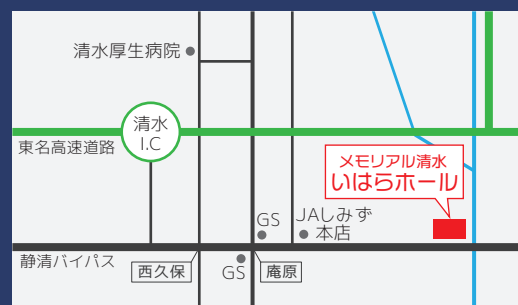 清水厚生病院
清水
I.C
東名高速道路
メモリアル清水
いはらホール
GS
JAしみず
本店
静清バイパス
西久保
GS
庵原